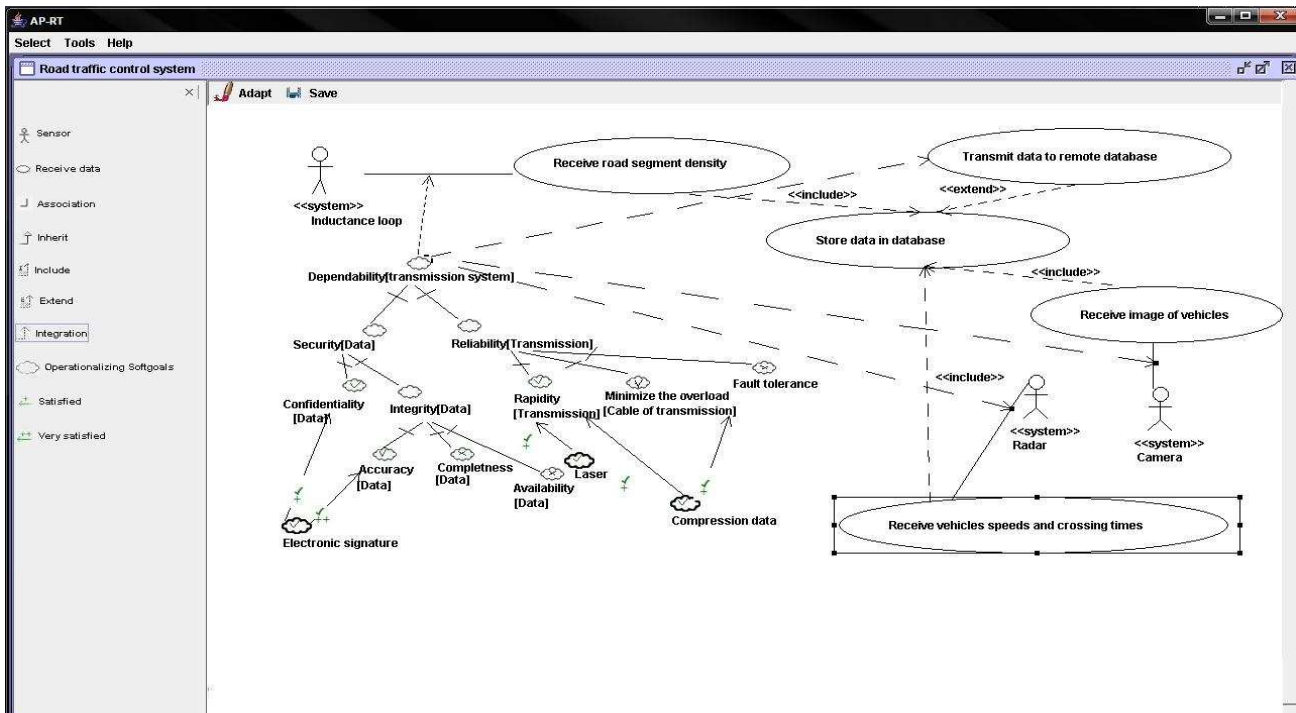 AP-RT
Select Tools Help
Road traffic control system
Adapt Save
Sensor
Receive data
Association
Inherit
Include
Extend
Integration
Operationalizing Softgoals
Satisfied
Very satisfied
<<system>>
Inductance loop
Receive road segment density
Transmit data to remote database
<<include>>
<<extend>>
Store data in database
<<include>>
Receive image of vehicles
<<include>>
<<system>>
Radar
<<system>>
Camera
Receive vehicles speeds and crossing times
Dependability[transmission system]
Security[Data]
Reliability[Transmission]
Confidentiality
[Data]
Integrity[Data]
Rapidity
[Transmission]
Minimize the overload
[Cable of transmission]
Fault tolerance
Accuracy
[Data]
Completness
[Data]
Availability
[Data]
Laser
Compression data
Electronic signature